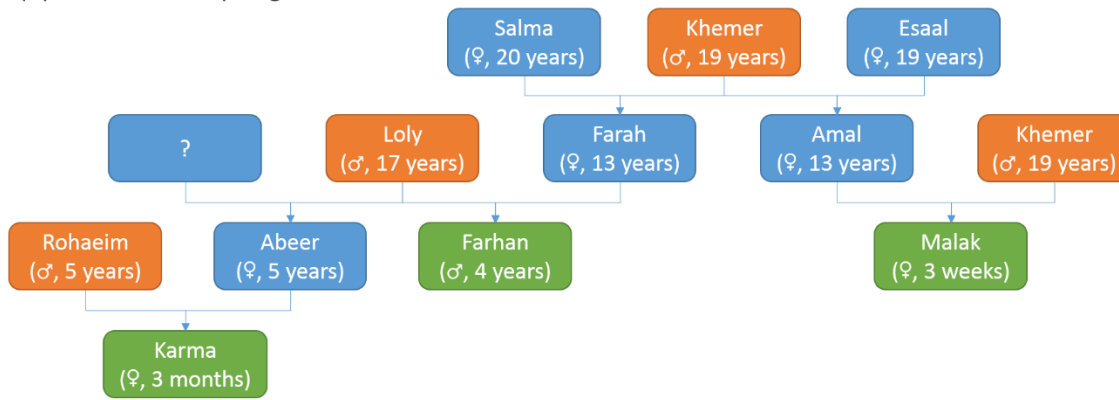 Salma
(♀, 20 years)
Khemer
(♂, 19 years)
Esaal
(♀, 19 years)
?
Loly
(♂, 17 years)
Farah
(♀, 13 years)
Amal
(♀, 13 years)
Khemer
(♂, 19 years)
Rohaeim
(♂, 5 years)
Abeer
(♀, 5 years)
Farhan
(♂, 4 years)
Malak
(♀, 3 weeks)
Karma
(♀, 3 months)